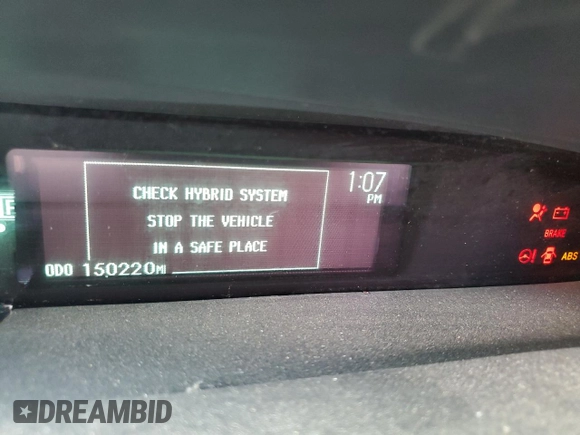 CHECK HYBRID SYSTEM
STOP THE VEHICLE
IN A SAFE PLACE
1:07
PM
ODO 150220MI
BRAKE
ABS
DREAMBID